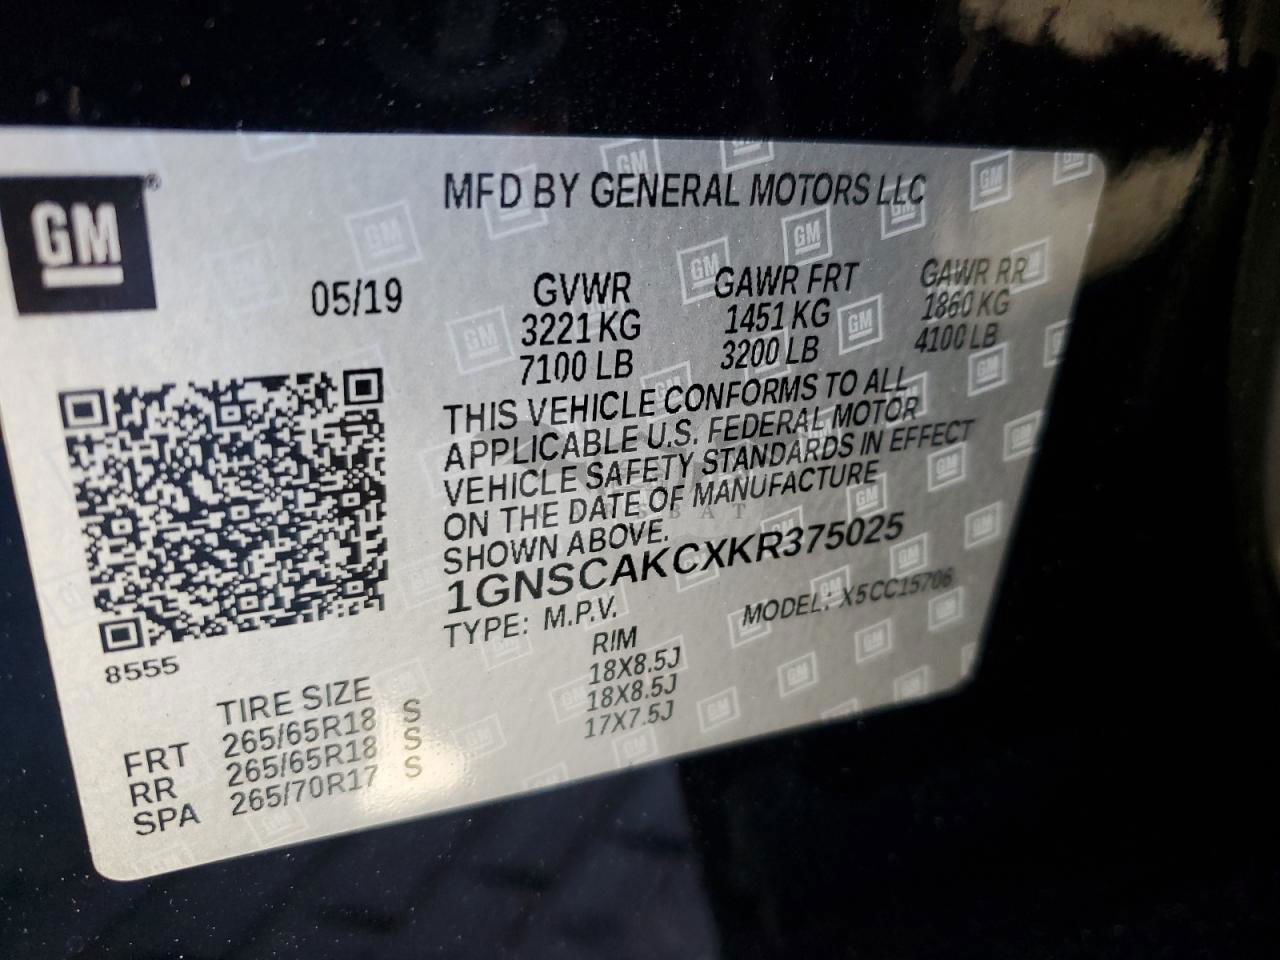 GM ®
MFD BY GENERAL MOTORS LLC
05/19 GVWR GAWR FRT GAWR RR
3221 KG 1451 KG 1860 KG
7100 LB 3200 LB 4100 LB
THIS VEHICLE CONFORMS TO ALL
APPLICABLE U.S. FEDERAL MOTOR
VEHICLE SAFETY STANDARDS IN EFFECT
ON THE DATE OF MANUFACTURE
SHOWN ABOVE.
1GNSCAKCXKR375025
TYPE: M.P.V. MODEL: X5CC15706
8555
TIRE SIZE RIM
FRT 265/65R18 S 18X8.5J
RR 265/65R18 S 18X8.5J
SPA 265/70R17 S 17X7.5J